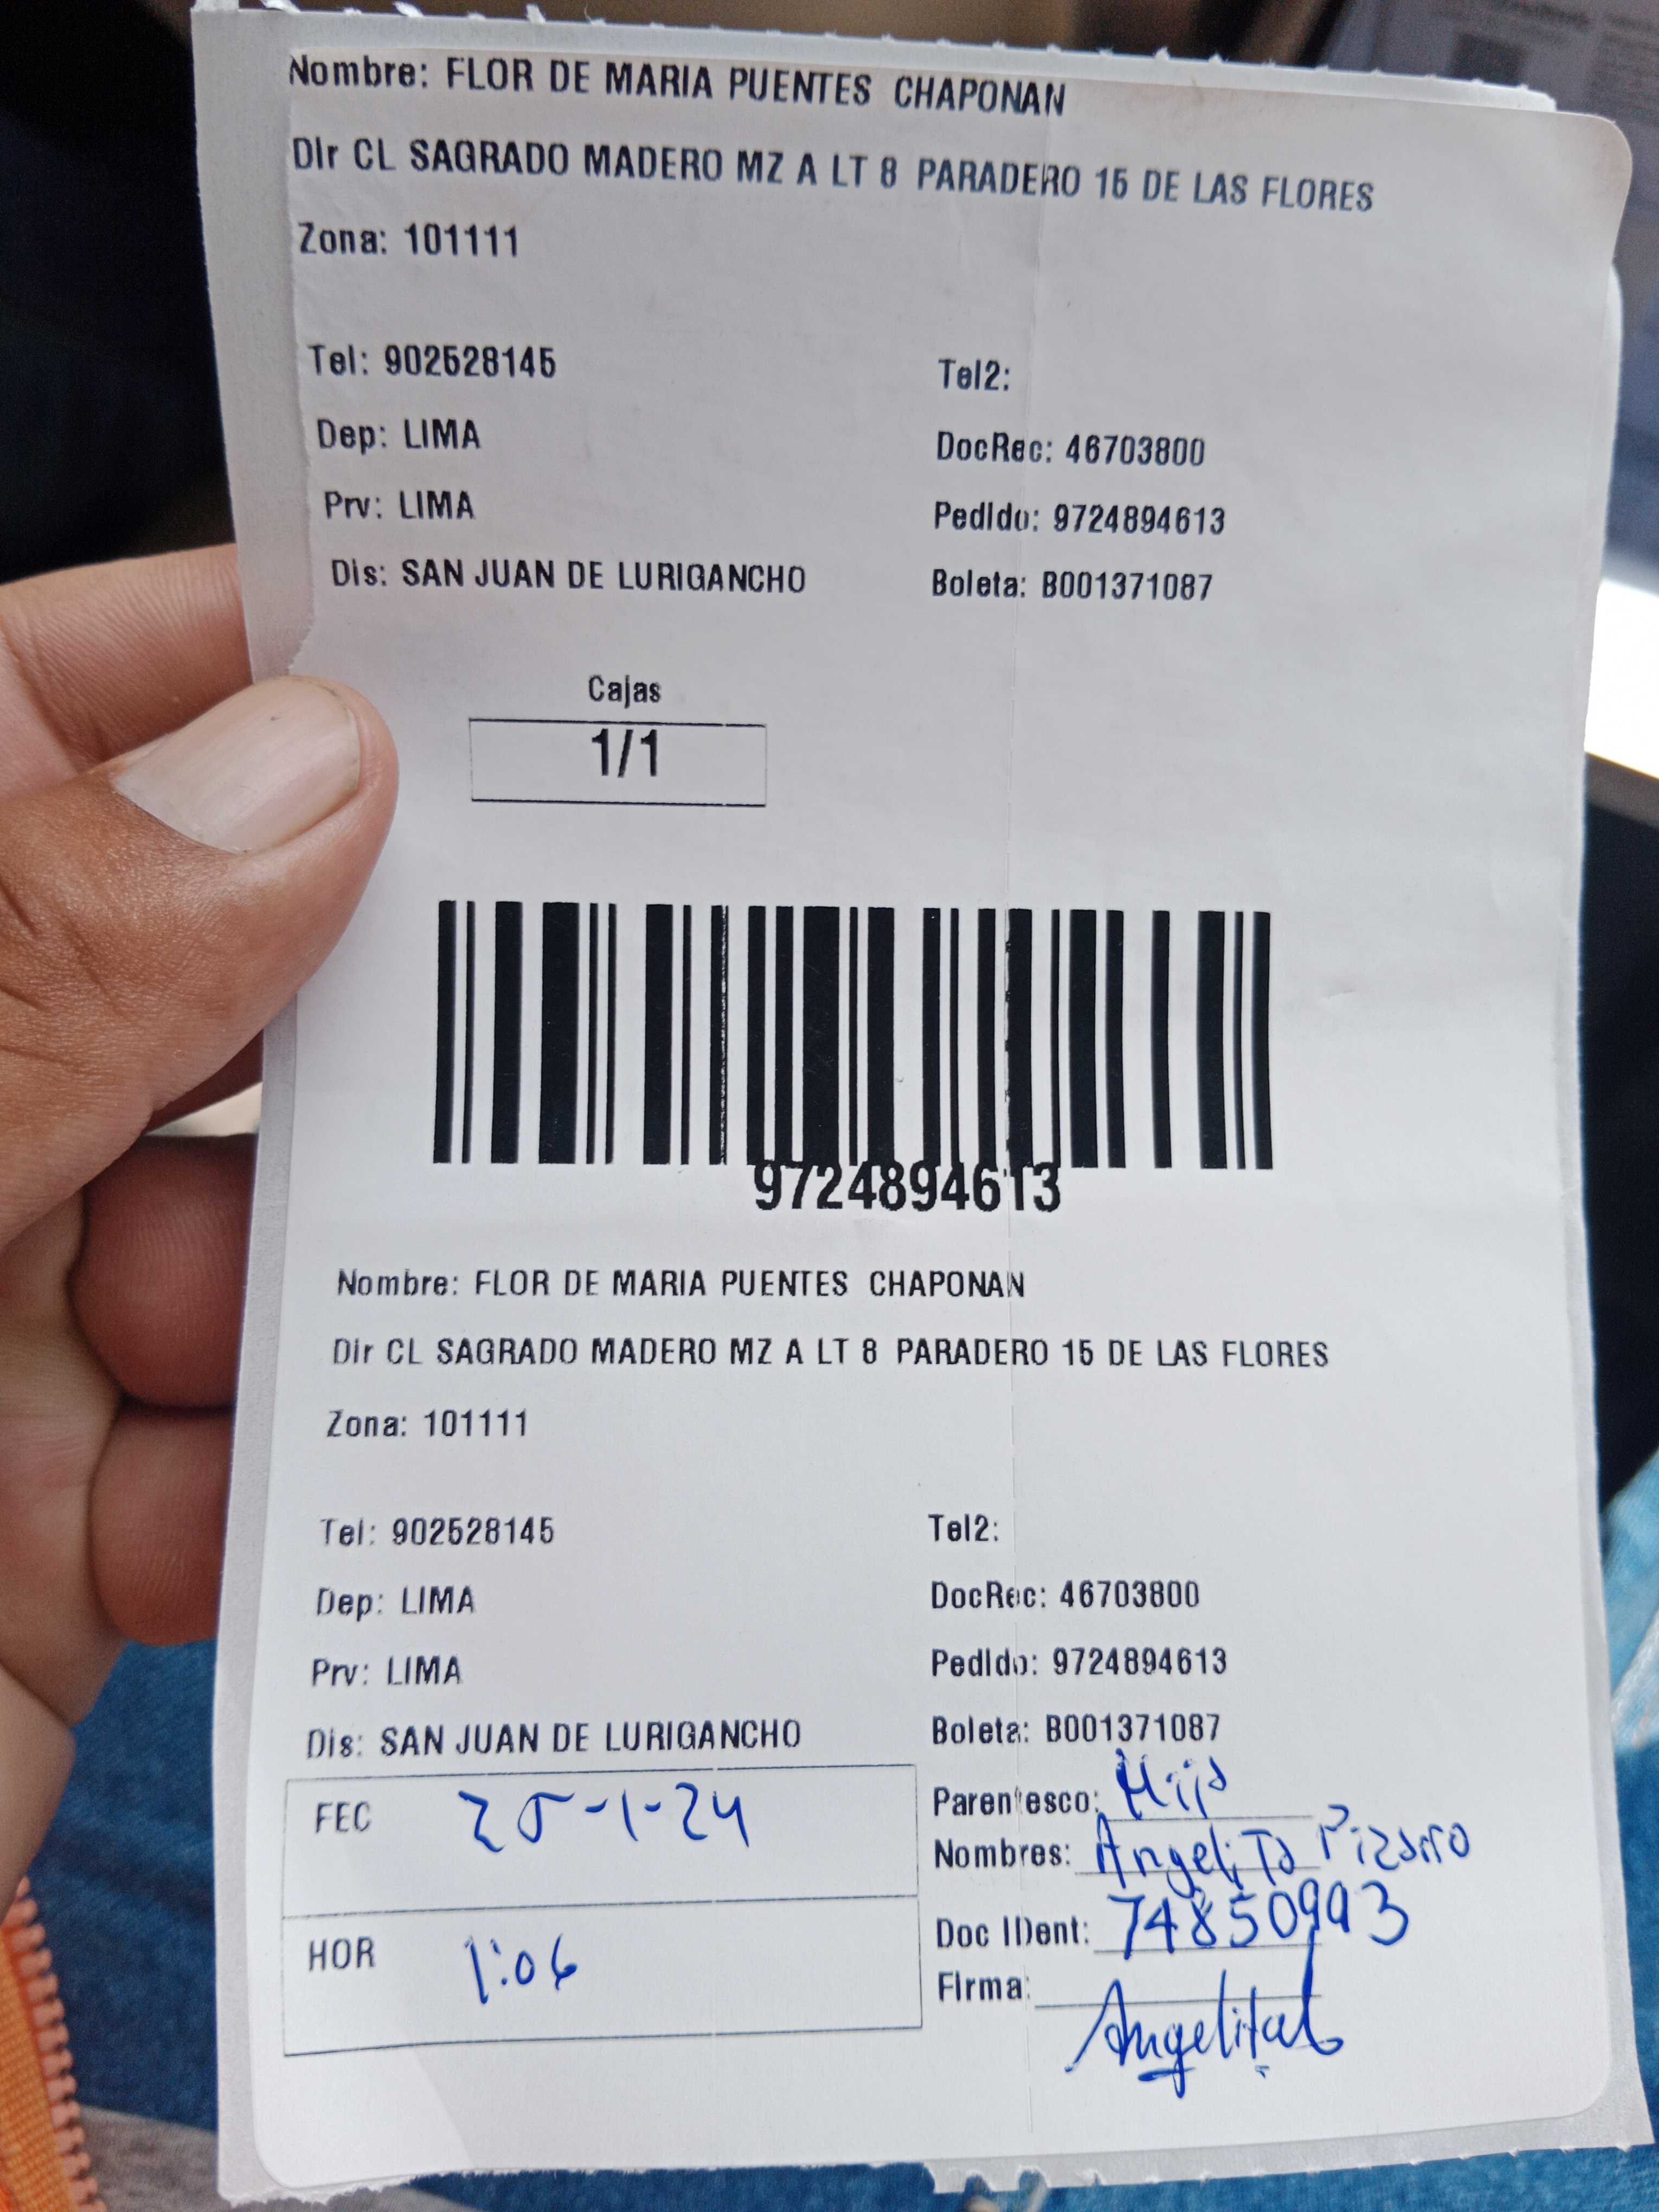 Nombre: FLOR DE MARIA PUENTES CHAPONAN
Dir CL SAGRADO MADERO MZ A LT 8 PARADERO 15 DE LAS FLORES
Zona: 101111
Tel: 902528145 Tel2:
Dep: LIMA DocRec: 46703800
Prv: LIMA Pedido: 9724894613
Dis: SAN JUAN DE LURIGANCHO Boleta: B001371087
Cajas
1/1
9724894613
Nombre: FLOR DE MARIA PUENTES CHAPONAN
Dir CL SAGRADO MADERO MZ A LT 8 PARADERO 15 DE LAS FLORES
Zona: 101111
Tel: 902528145 Tel2:
Dep: LIMA DocRec: 46703800
Prv: LIMA Pedido: 9724894613
Dis: SAN JUAN DE LURIGANCHO Boleta: B001371087
FEC 25-1-24 Parentesco: Hija
Nombres: Angelita Pizarro
Doc IDent: 74850993
HOR 1:06
Firma: Angelital